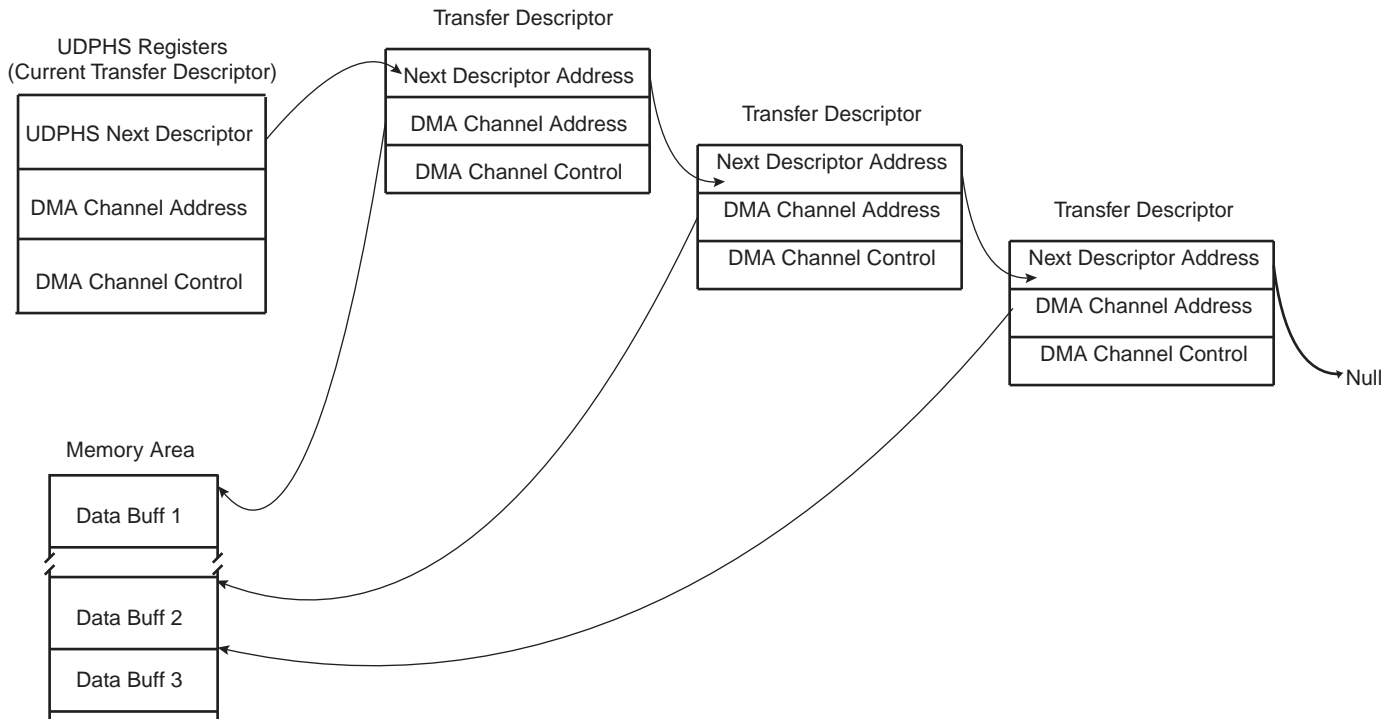 UDPHS Registers
(Current Transfer Descriptor)
UDPHS Next Descriptor
DMA Channel Address
DMA Channel Control
Transfer Descriptor
Next Descriptor Address
DMA Channel Address
DMA Channel Control
Transfer Descriptor
Next Descriptor Address
DMA Channel Address
DMA Channel Control
Transfer Descriptor
Next Descriptor Address
DMA Channel Address
DMA Channel Control
Null
Memory Area
Data Buff 1
Data Buff 2
Data Buff 3